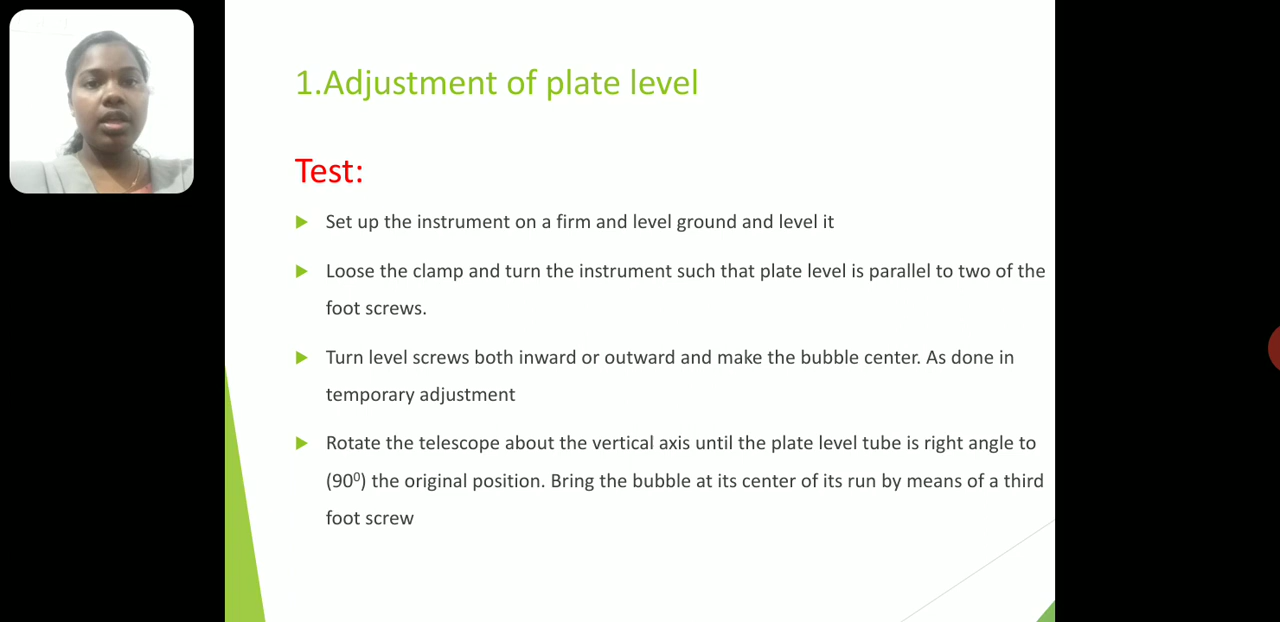 1.Adjustment of plate level
Test:
Set up the instrument on a firm and level ground and level it
Loose the clamp and turn the instrument such that plate level is parallel to two of the
foot screws.
Turn level screws both inward or outward and make the bubble center. As done in
temporary adjustment
Rotate the telescope about the vertical axis until the plate level tube is right angle to
(90⁰) the original position. Bring the bubble at its center of its run by means of a third
foot screw